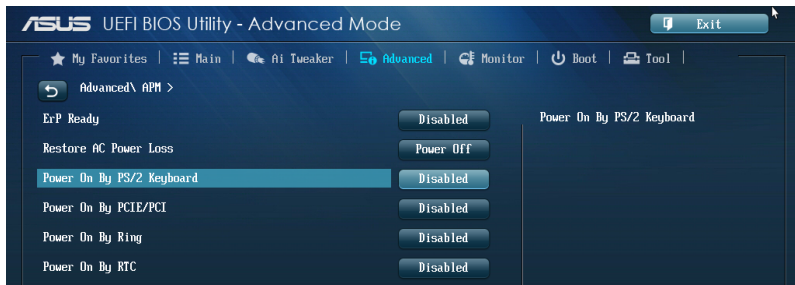 ASUS UEFI BIOS Utility - Advanced Mode
Exit
My Favorites | Main | Ai Tweaker | Advanced | Monitor | Boot | Tool |
Advanced\ APM >
ErP Ready Disabled Power On By PS/2 Keyboard
Restore AC Power Loss Power Off
Power On By PS/2 Keyboard Disabled
Power On By PCIE/PCI Disabled
Power On By Ring Disabled
Power On By RTC Disabled